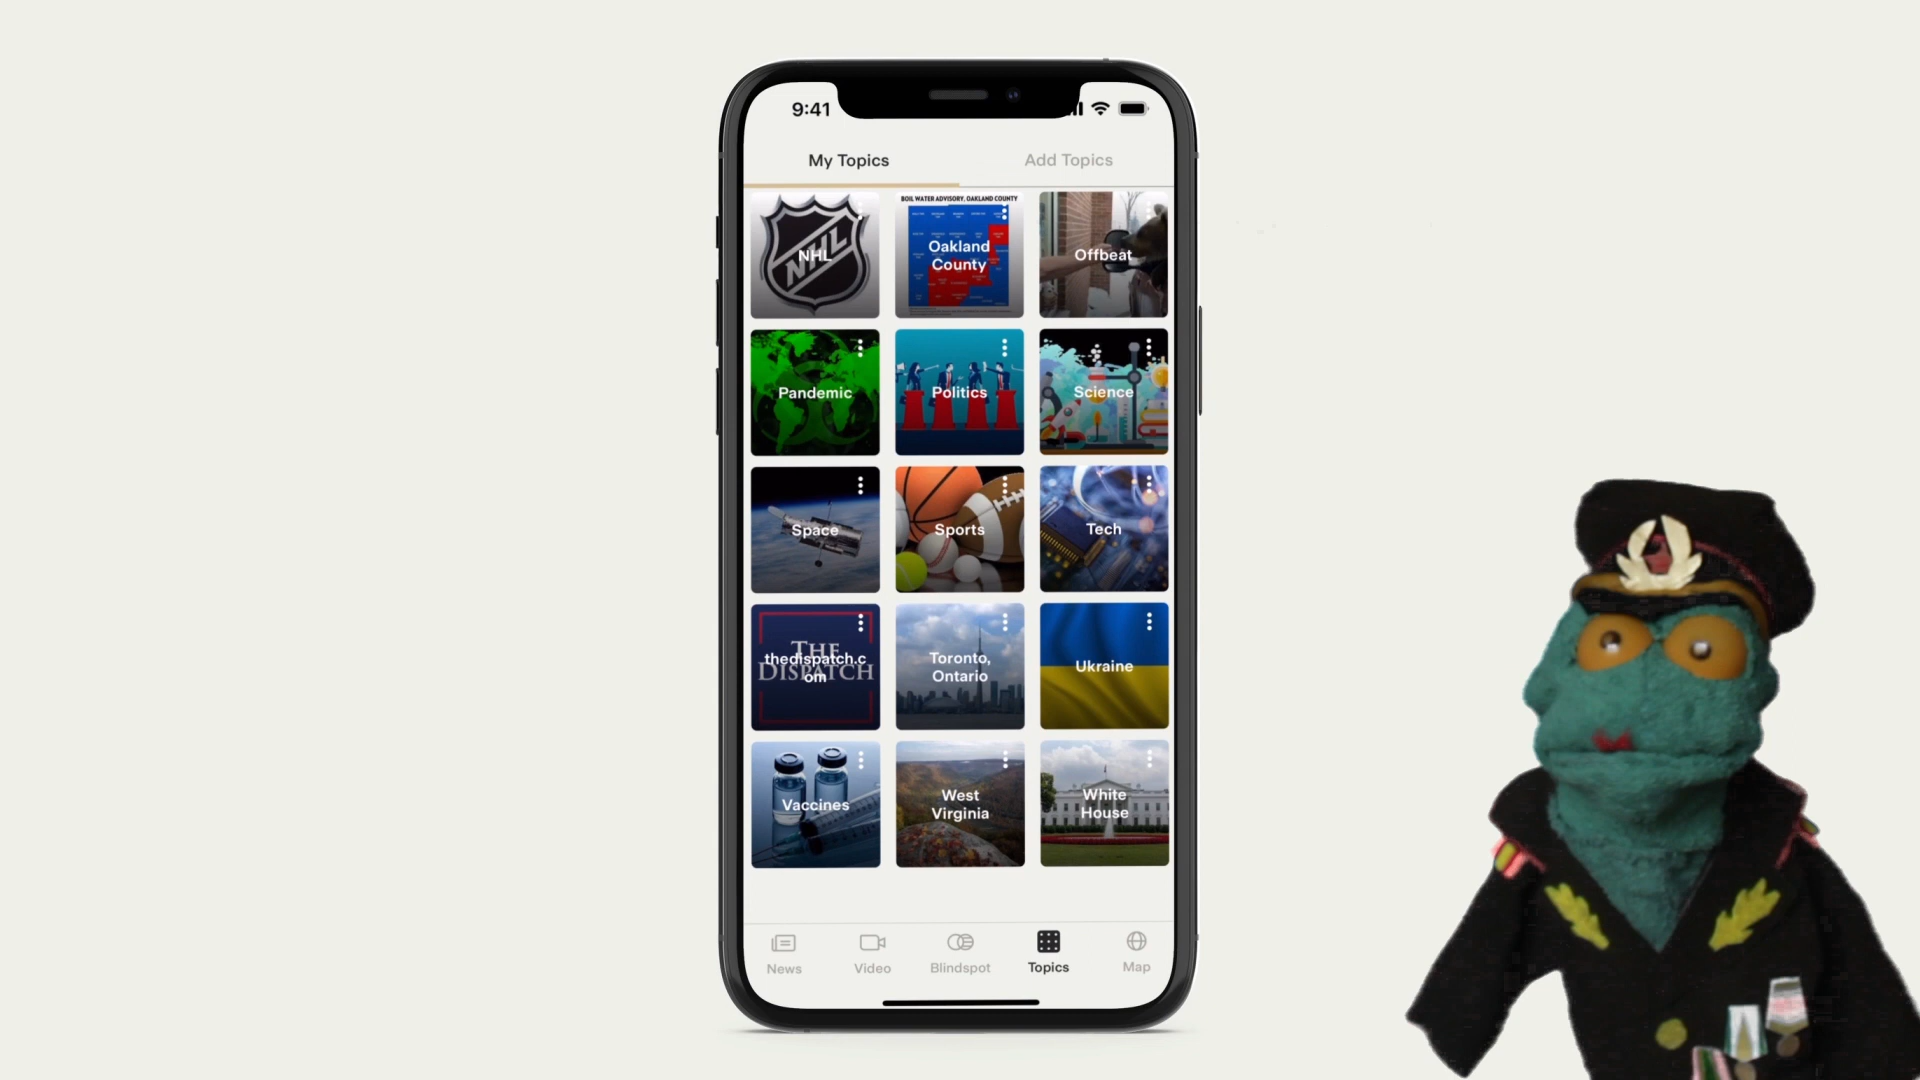 9:41
My Topics
Add Topics
NHL
NHL
BOIL WATER ADVISORY, OAKLAND COUNTY
Oakland
County
Offbeat
Pandemic
Politics
Science
Space
Sports
Tech
THE
DISPATCH
thedispatch.c
om
Toronto,
Ontario
Ukraine
Vaccines
West
Virginia
White
House
News
Video
Blindspot
Topics
Map